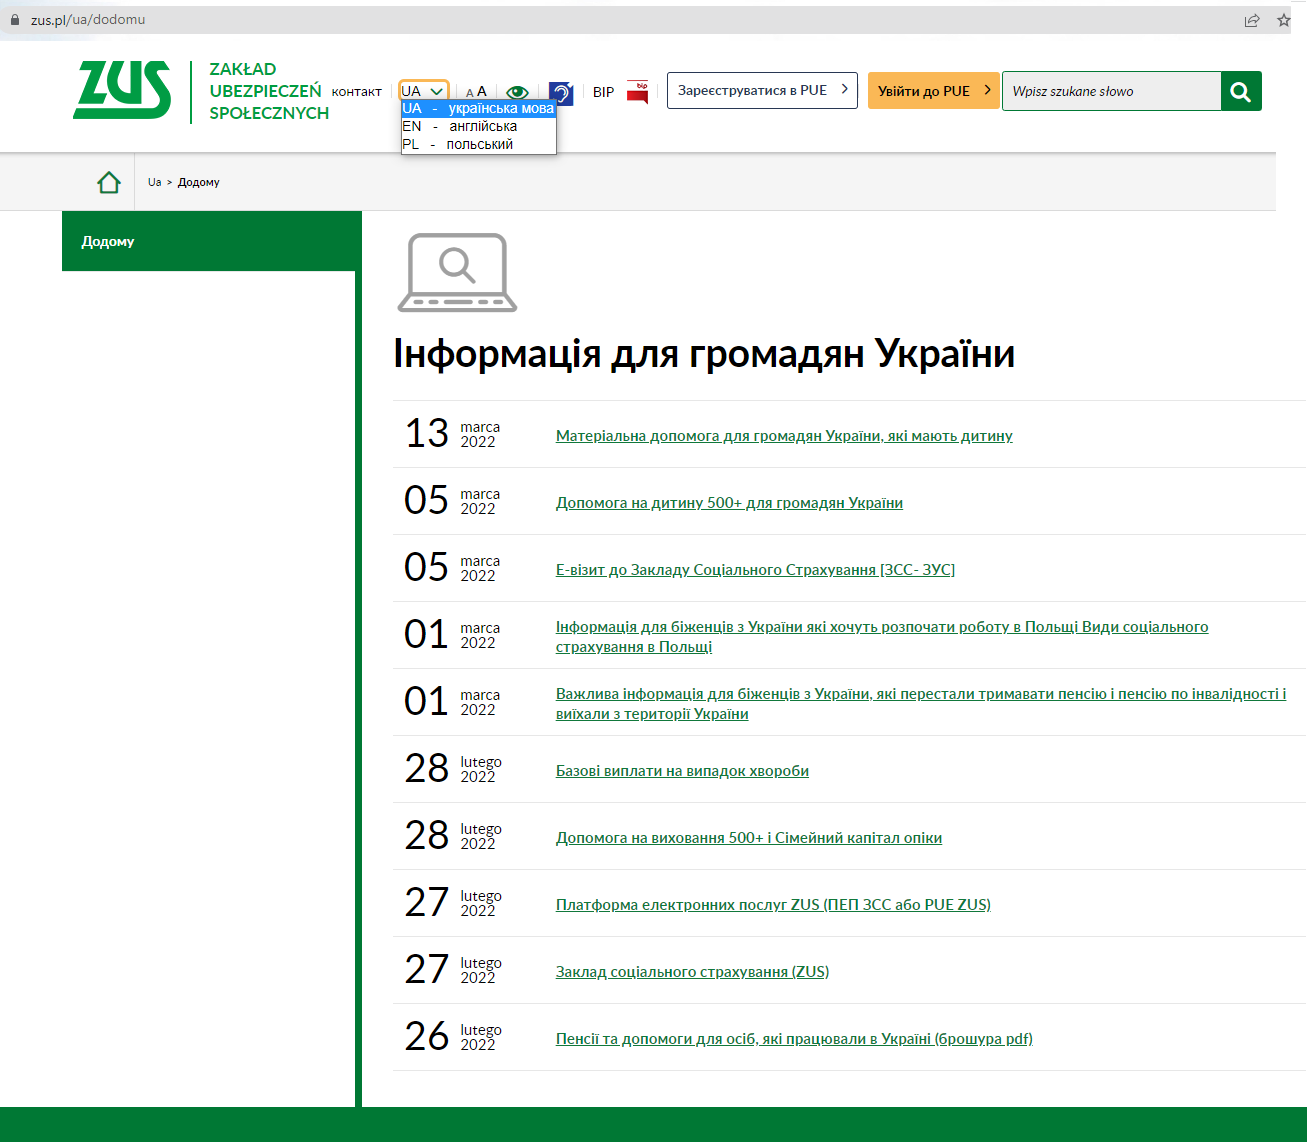 zus.pl/ua/dodomu
ZUS
ZAKŁAD
UBEZPIECZEŃ
SPOŁECZNYCH
контакт
UA
A A
BIP
bip
Зареєструватися в PUE
Увійти до PUE
Wpisz szukane słowo
UA - українська мова
EN - англійська
PL - польський
Ua > Додому
Додому
Інформація для громадян України
13 marca 2022
Матеріальна допомога для громадян України, які мають дитину
05 marca 2022
Допомога на дитину 500+ для громадян України
05 marca 2022
Е-візит до Закладу Соціального Страхування [ЗСС- ЗУС]
01 marca 2022
Інформація для біженців з України які хочуть розпочати роботу в Польщі Види соціального
страхування в Польщі
01 marca 2022
Важлива інформація для біженців з України, які перестали тримавати пенсію і пенсію по інвалідності і
виїхали з території України
28 lutego 2022
Базові виплати на випадок хвороби
28 lutego 2022
Допомога на виховання 500+ і Сімейний капітал опіки
27 lutego 2022
Платформа електронних послуг ZUS (ПЕП ЗСС або PUE ZUS)
27 lutego 2022
Заклад соціального страхування (ZUS)
26 lutego 2022
Пенсії та допомоги для осіб, які працювали в Україні (брошура pdf)